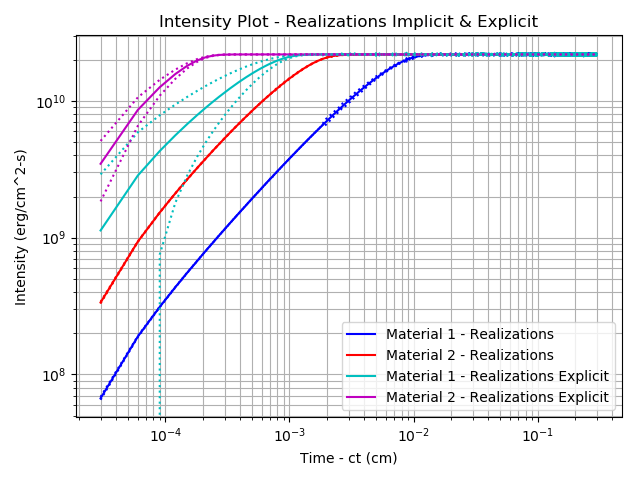 Intensity Plot - Realizations Implicit & Explicit
Intensity (erg/cm^2-s)
10^10
10^9
10^8
Material 1 - Realizations
Material 2 - Realizations
Material 1 - Realizations Explicit
Material 2 - Realizations Explicit
10^−4
10^−3
10^−2
10^−1
Time - ct (cm)